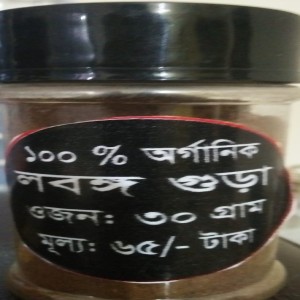 ১০০ % অর্গানিক
লবঙ্গ গুড়া
ওজন: ৩০ গ্রাম
মূল্য: ৬৫/- টাকা